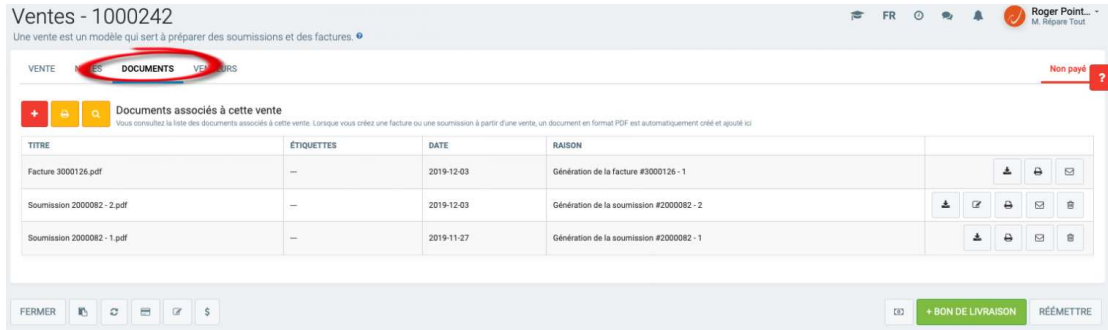 Ventes - 1000242
FR
Roger Point...
M. Répare Tout
Une vente est un modèle qui sert à préparer des soumissions et des factures.
VENTE
DOCUMENTS
Non payé
?
Documents associés à cette vente
Vous consultez la liste des documents associés à cette vente. Lorsque vous créez une facture ou une soumission à partir d'une vente, un document en format PDF est automatiquement créé et ajouté ici
TITRE ÉTIQUETTES DATE RAISON
Facture 3000126.pdf --- 2019-12-03 Génération de la facture #3000126 - 1
Soumission 2000082 - 2.pdf --- 2019-12-03 Génération de la soumission #2000082 - 2
Soumission 2000082 - 1.pdf --- 2019-11-27 Génération de la soumission #2000082 - 1
FERMER $ + BON DE LIVRAISON RÉÉMETTRE